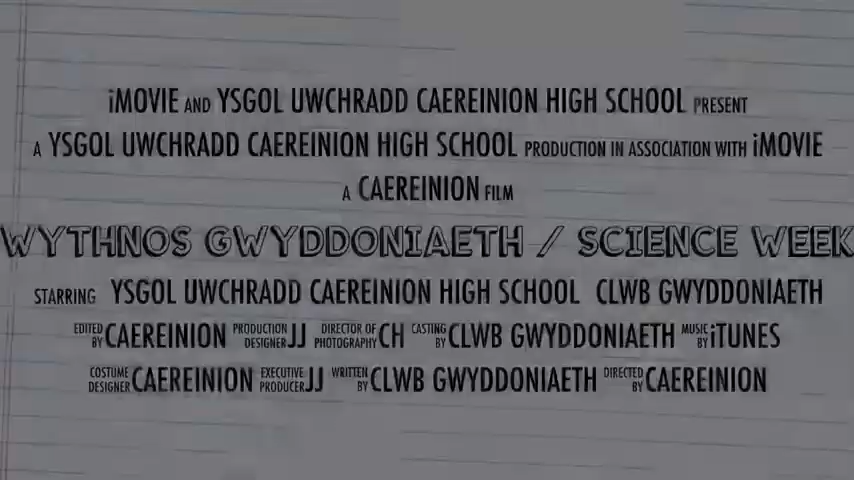 iMOVIE AND YSGOL UWCHRADD CAEREINION HIGH SCHOOL PRESENT
A YSGOL UWCHRADD CAEREINION HIGH SCHOOL PRODUCTION IN ASSOCIATION WITH iMOVIE
A CAEREINION FILM
WYTHNOS GWYDDONIAETH / SCIENCE WEEK
STARRING YSGOL UWCHRADD CAEREINION HIGH SCHOOL CLWB GWYDDONIAETH
EDITED BY CAEREINION PRODUCTION DESIGNER JJ DIRECTOR OF PHOTOGRAPHY CH CASTING BY CLWB GWYDDONIAETH MUSIC BY iTUNES
COSTUME DESIGNER CAEREINION EXECUTIVE PRODUCER JJ WRITTEN BY CLWB GWYDDONIAETH DIRECTED BY CAEREINION